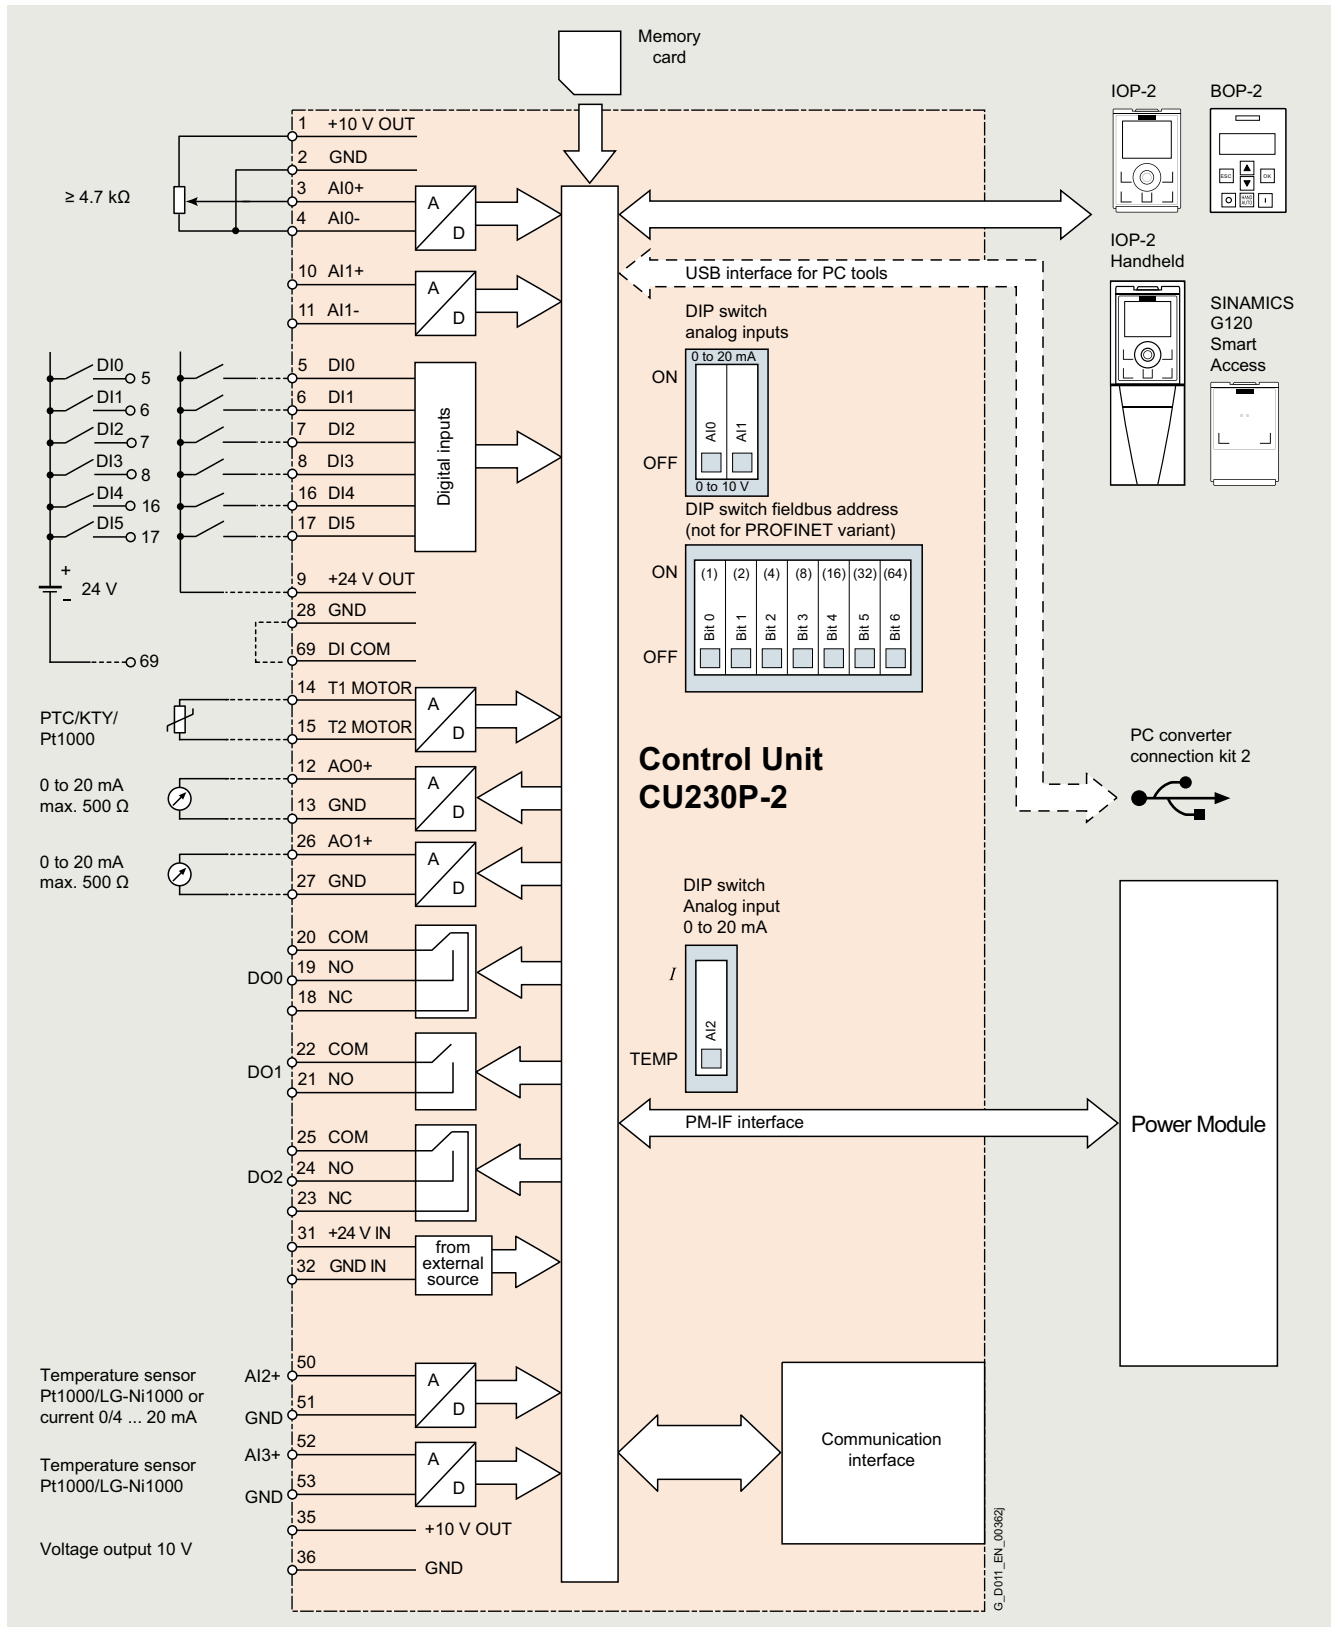 Memory
card
IOP-2
BOP-2
ESC
OK
HAND
AUTO
IOP-2
Handheld
SINAMICS
G120
Smart
Access
1 +10 V OUT
2 GND
3 AI0+
4 AI0-
≥ 4.7 kΩ
A
D
10 AI1+
11 AI1-
A
D
USB interface for PC tools
DIP switch
analog inputs
0 to 20 mA
ON
AI0
AI1
OFF
0 to 10 V
DI0
5
DI1
6
DI2
7
DI3
8
DI4
16
DI5
17
+
24 V
–
69
5 DI0
6 DI1
7 DI2
8 DI3
16 DI4
17 DI5
Digital inputs
9 +24 V OUT
28 GND
69 DI COM
DIP switch fieldbus address
(not for PROFINET variant)
ON
(1) (2) (4) (8) (16) (32) (64)
Bit 0
Bit 1
Bit 2
Bit 3
Bit 4
Bit 5
Bit 6
OFF
PTC/KTY/
Pt1000
14 T1 MOTOR
15 T2 MOTOR
A
D
0 to 20 mA
max. 500 Ω
12 AO0+
13 GND
A
D
0 to 20 mA
max. 500 Ω
26 AO1+
27 GND
A
D
Control Unit
CU230P-2
PC converter
connection kit 2
DO0
20 COM
19 NO
18 NC
DO1
22 COM
21 NO
DO2
25 COM
24 NO
23 NC
DIP switch
Analog input
0 to 20 mA
I
AI2
TEMP
PM-IF interface
Power Module
31 +24 V IN
32 GND IN
from
external
source
Temperature sensor
Pt1000/LG-Ni1000 or
current 0/4 ... 20 mA
AI2+
50
GND
51
A
D
Temperature sensor
Pt1000/LG-Ni1000
AI3+
52
GND
53
A
D
Communication
interface
Voltage output 10 V
35
+10 V OUT
36
GND
G_D011_EN_00362j